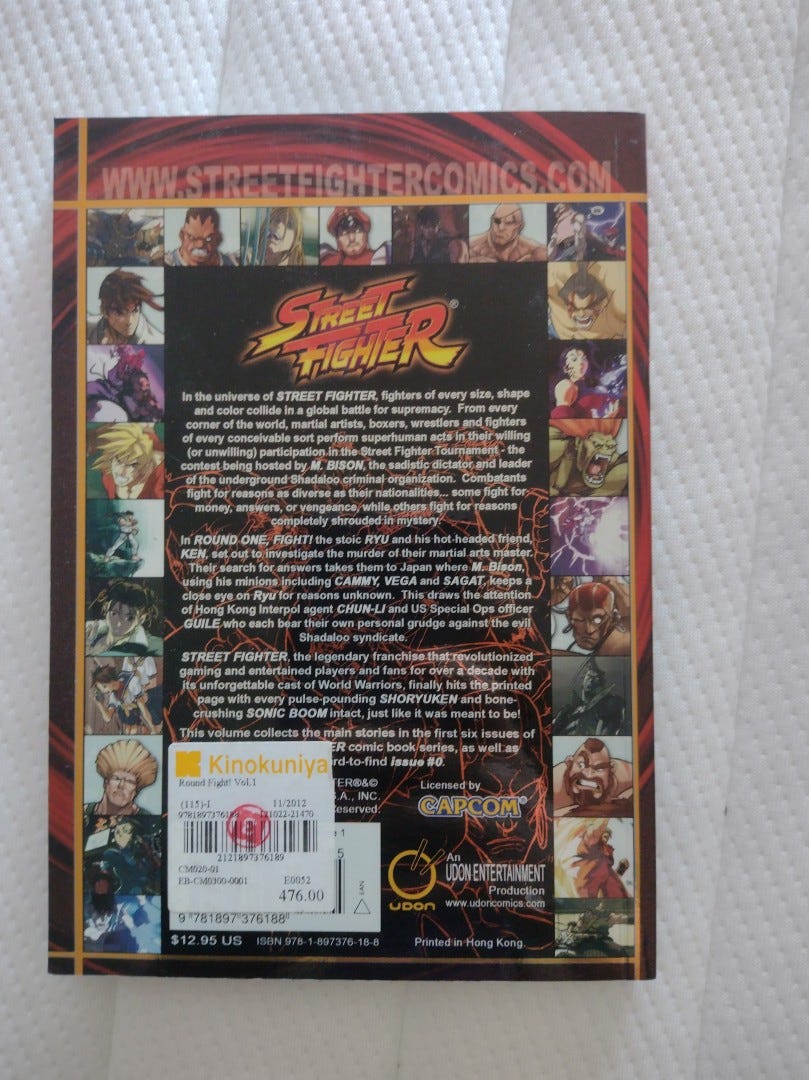 WWW.STREETFIGHTERCOMICS.COM
STREET
FIGHTER®
In the universe of STREET FIGHTER, fighters of every size, shape
and color collide in a global battle for supremacy. From every
corner of the world, martial artists, boxers, wrestlers and fighters
of every conceivable sort perform superhuman acts in their willing
(or unwilling) participation in the Street Fighter Tournament - the
contest being hosted by M. BISON, the sadistic dictator and leader
of the underground Shadaloo criminal organization. Combatants
fight for reasons as diverse as their nationalities... some fight for
money, answers, or vengeance, while others fight for reasons
completely shrouded in mystery.
In ROUND ONE, FIGHT! the stoic RYU and his hot-headed friend,
KEN, set out to investigate the murder of their martial arts master.
Their search for answers takes them to Japan where M. Bison,
using his minions including CAMMY, VEGA and SAGAT, keeps a
close eye on Ryu for reasons unknown. This draws the attention
of Hong Kong Interpol agent CHUN-LI and US Special Ops officer
GUILE who each bear their own personal grudge against the evil
Shadaloo syndicate.
STREET FIGHTER, the legendary franchise that revolutionized
gaming and entertained players and fans for over a decade with
its unforgettable cast of World Warriors, finally hits the printed
page with every pulse-pounding SHORYUKEN and bone-
crushing SONIC BOOM intact, just like it was meant to be!
This volume collects the main stories in the first six issues of
ER comic book series, as well as
rd-to-find issue #0.
Kinokuniya
Round Fight! Vol.1
(115)-I 11/2012
9781897376188 121022-21470
2121897376189
CM020-01
EB-CM0300-0001 E0052
476.00
TER®&©
.A., INC.
eserved.
e 1
5
EAN
9 781897 376188
$12.95 US ISBN 978-1-897376-18-8
Licensed by
CAPCOM®
UDON
An
UDON ENTERTAINMENT
Production
www.udoncomics.com
Printed in Hong Kong.